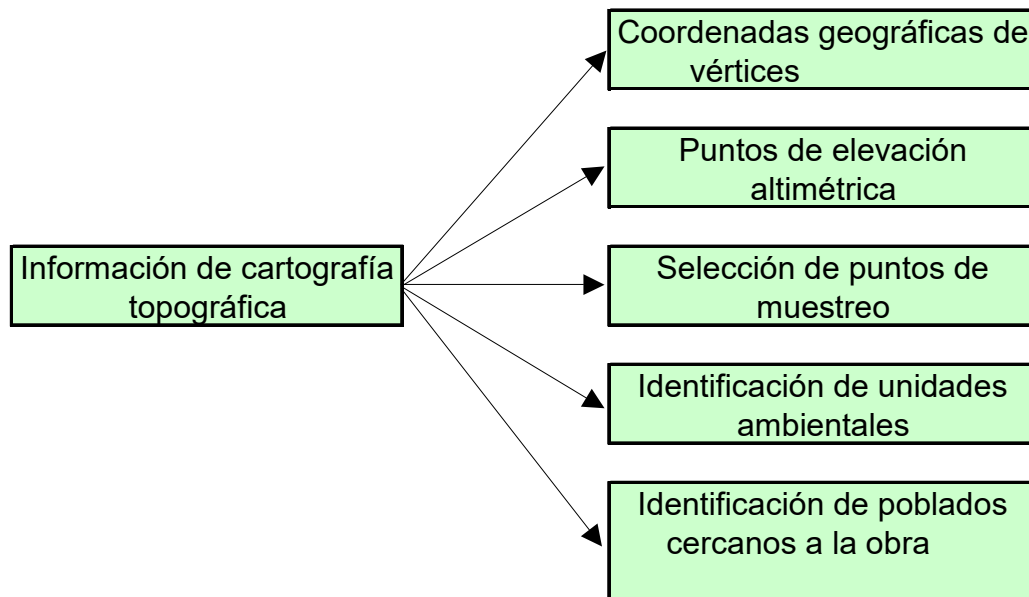 Coordenadas geográficas de
vértices
Puntos de elevación
altimétrica
Información de cartografía
topográfica
Selección de puntos de
muestreo
Identificación de unidades
ambientales
Identificación de poblados
cercanos a la obra